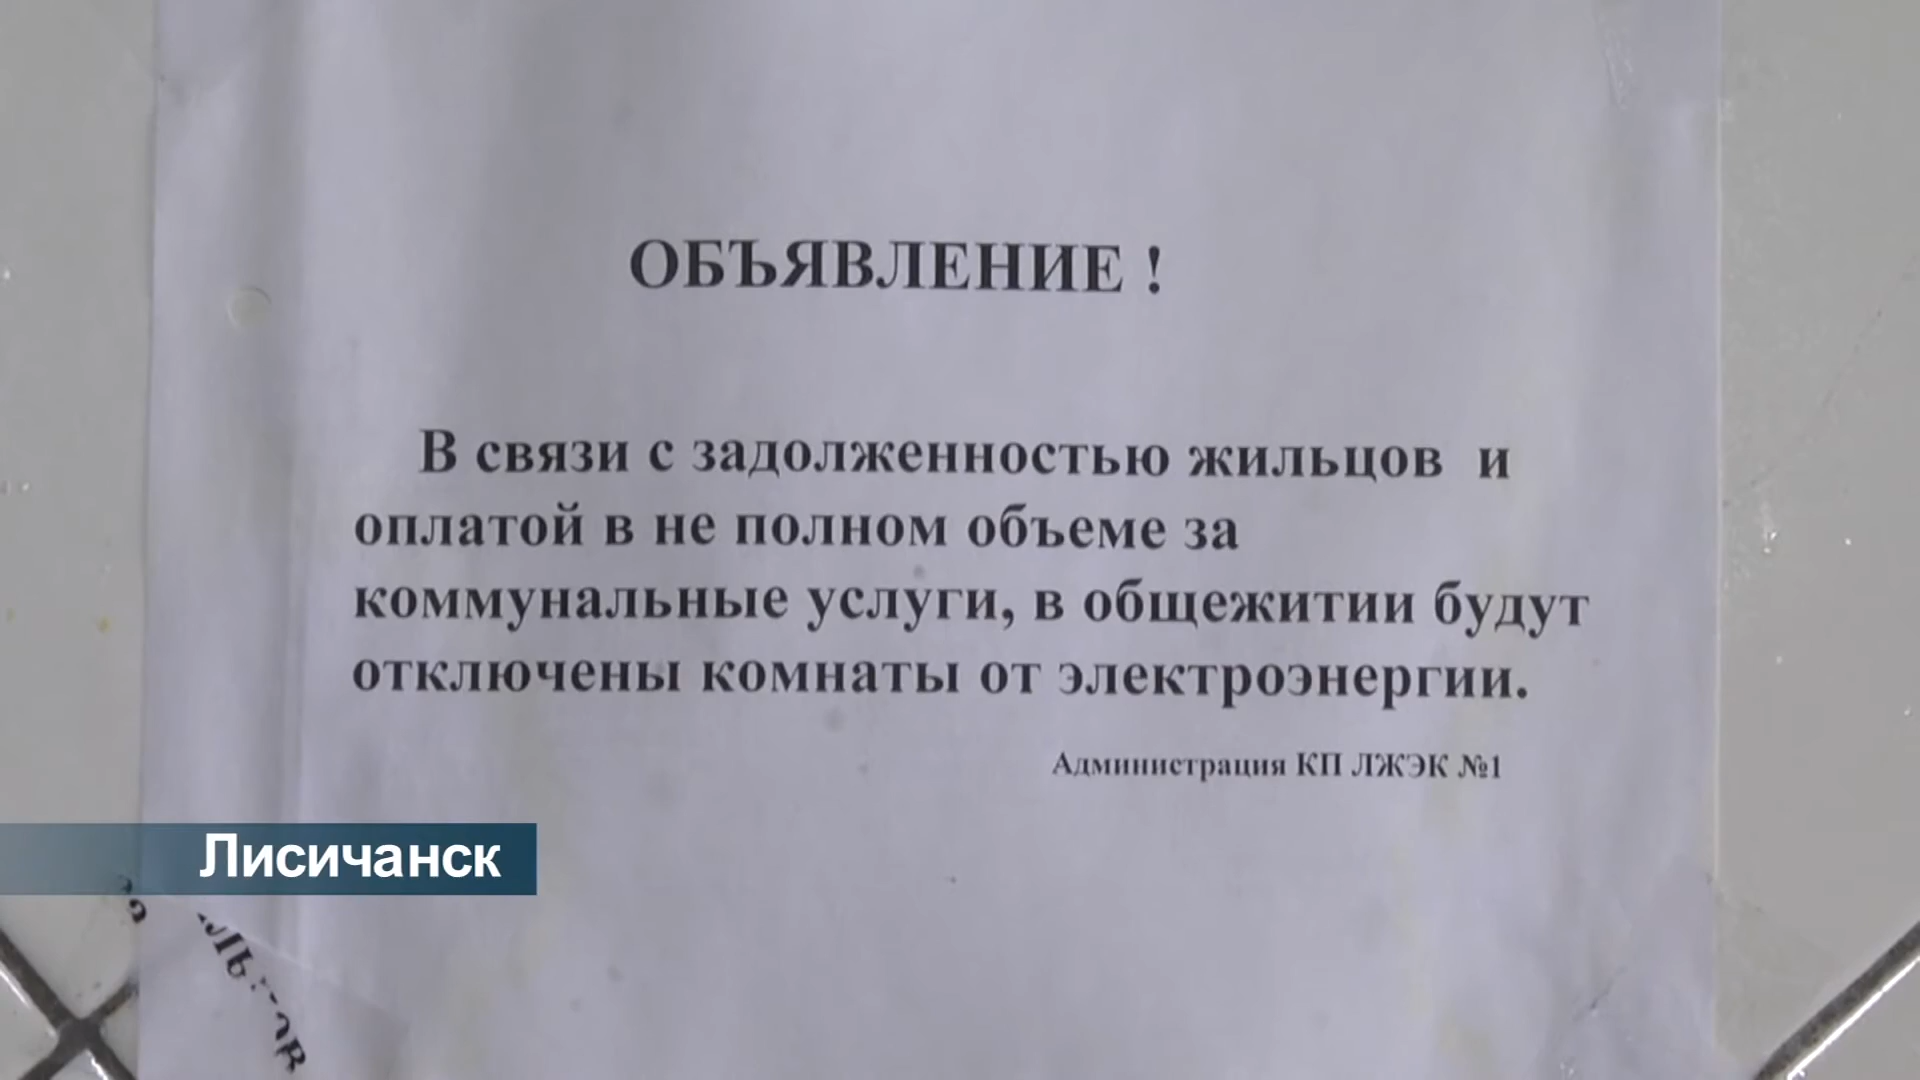 ОБЪЯВЛЕНИЕ !
В связи с задолженностью жильцов и
оплатой в не полном объеме за
коммунальные услуги, в общежитии будут
отключены комнаты от электроэнергии.
Администрация КП ЛЖЭК №1
Лисичанск